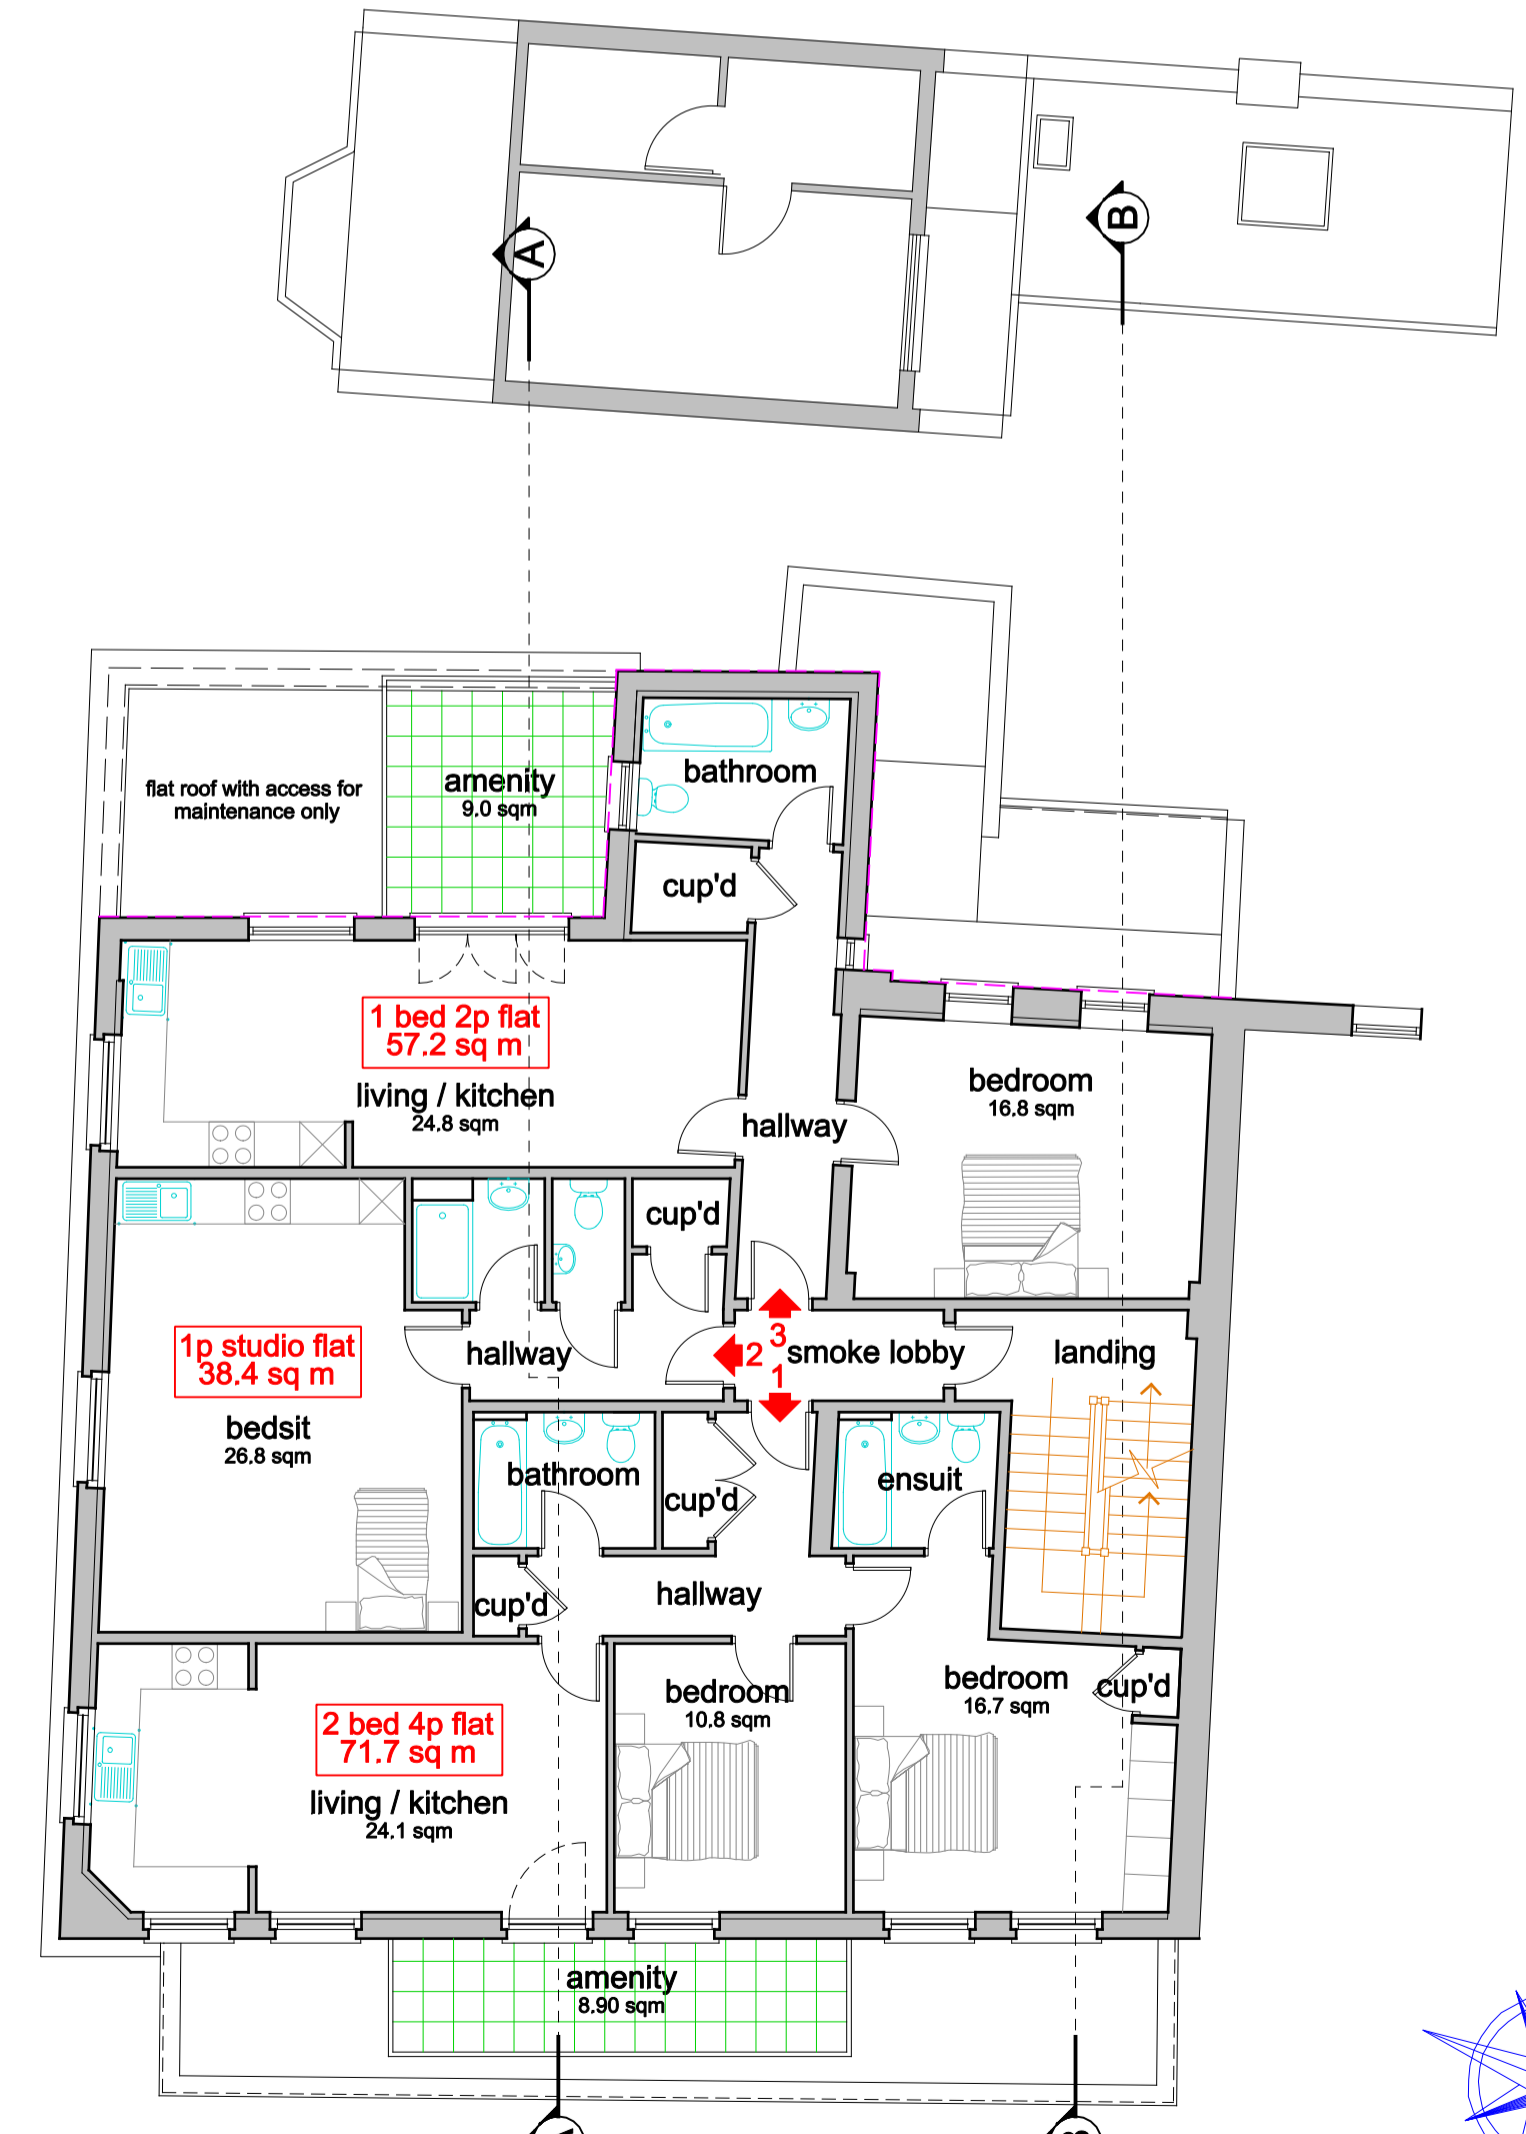 A
B
bathroom
flat roof with access for
maintenance only
amenity
9.0 sqm
cup'd
1 bed 2p flat
57.2 sq m
living / kitchen
24.8 sqm
hallway
bedroom
16.8 sqm
cup'd
1p studio flat
38.4 sq m
hallway
2
3
1
smoke lobby
landing
bedsit
26.8 sqm
bathroom
cup'd
ensuit
cup'd
hallway
bedroom
10.8 sqm
bedroom
16.7 sqm
cup'd
2 bed 4p flat
71.7 sq m
living / kitchen
24.1 sqm
amenity
8.90 sqm